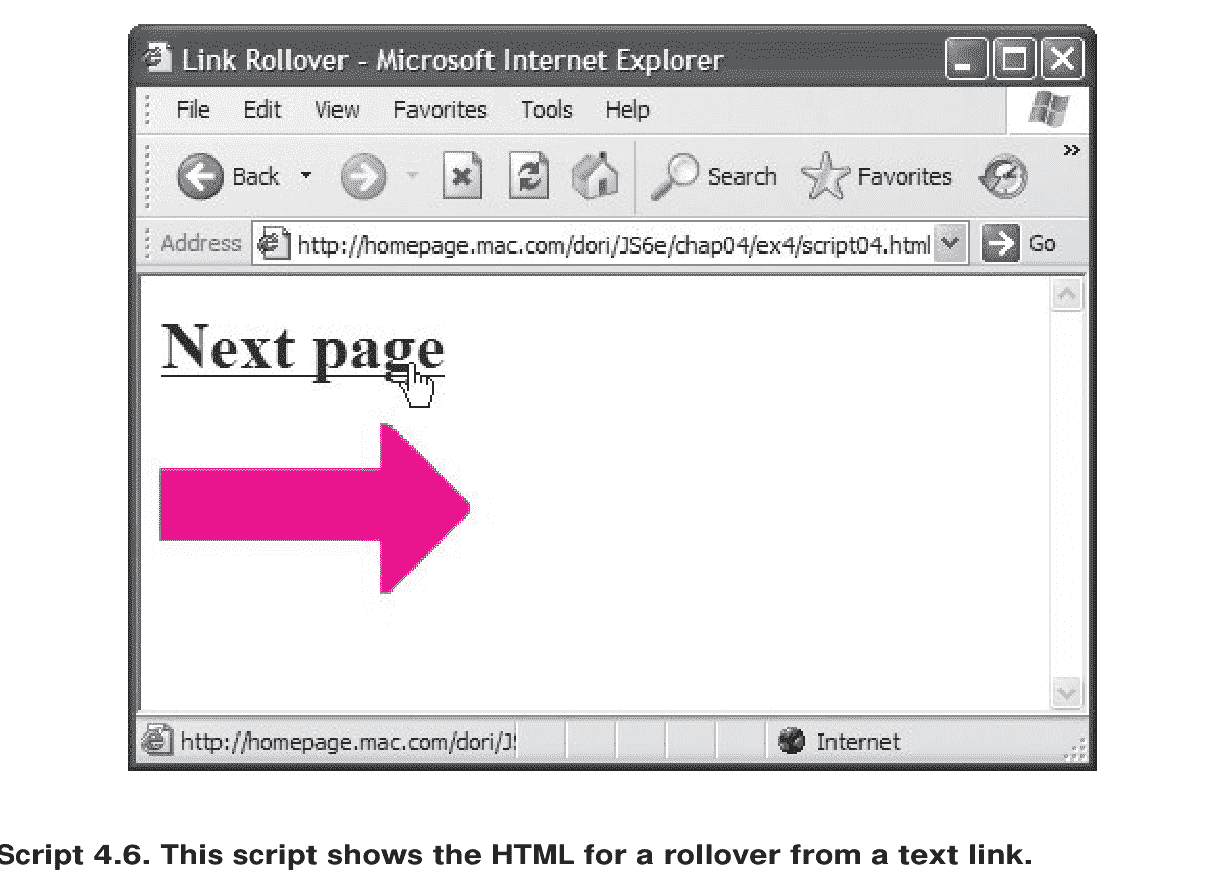 Link Rollover - Microsoft Internet Explorer
File Edit View Favorites Tools Help
Back Search Favorites »
Address http://homepage.mac.com/dori/JS6e/chap04/ex4/script04.html Go
Next page
http://homepage.mac.com/dori/JS Internet
Script 4.6. This script shows the HTML for a rollover from a text link.